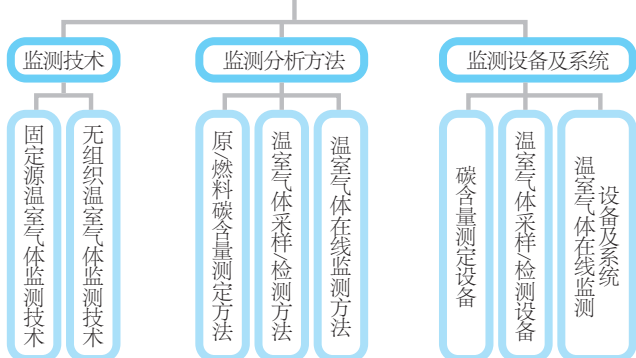 监测技术
监测分析方法
监测设备及系统
固定源温室气体监测技术
无组织温室气体监测技术
原/燃料碳含量测定方法
温室气体采样/检测方法
温室气体在线监测方法
碳含量测定设备
温室气体采样/检测设备
温室气体在线监测
设备及系统